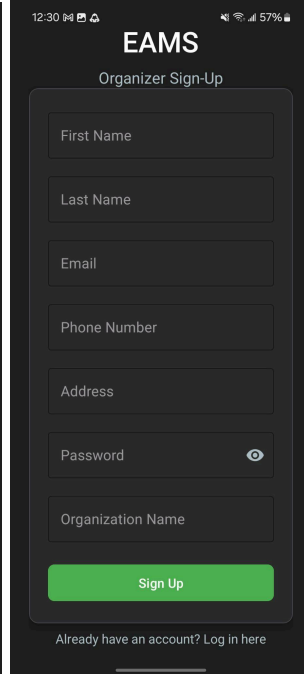 12:30 57%
EAMS
Organizer Sign-Up
First Name
Last Name
Email
Phone Number
Address
Password
Organization Name
Sign Up
Already have an account? Log in here